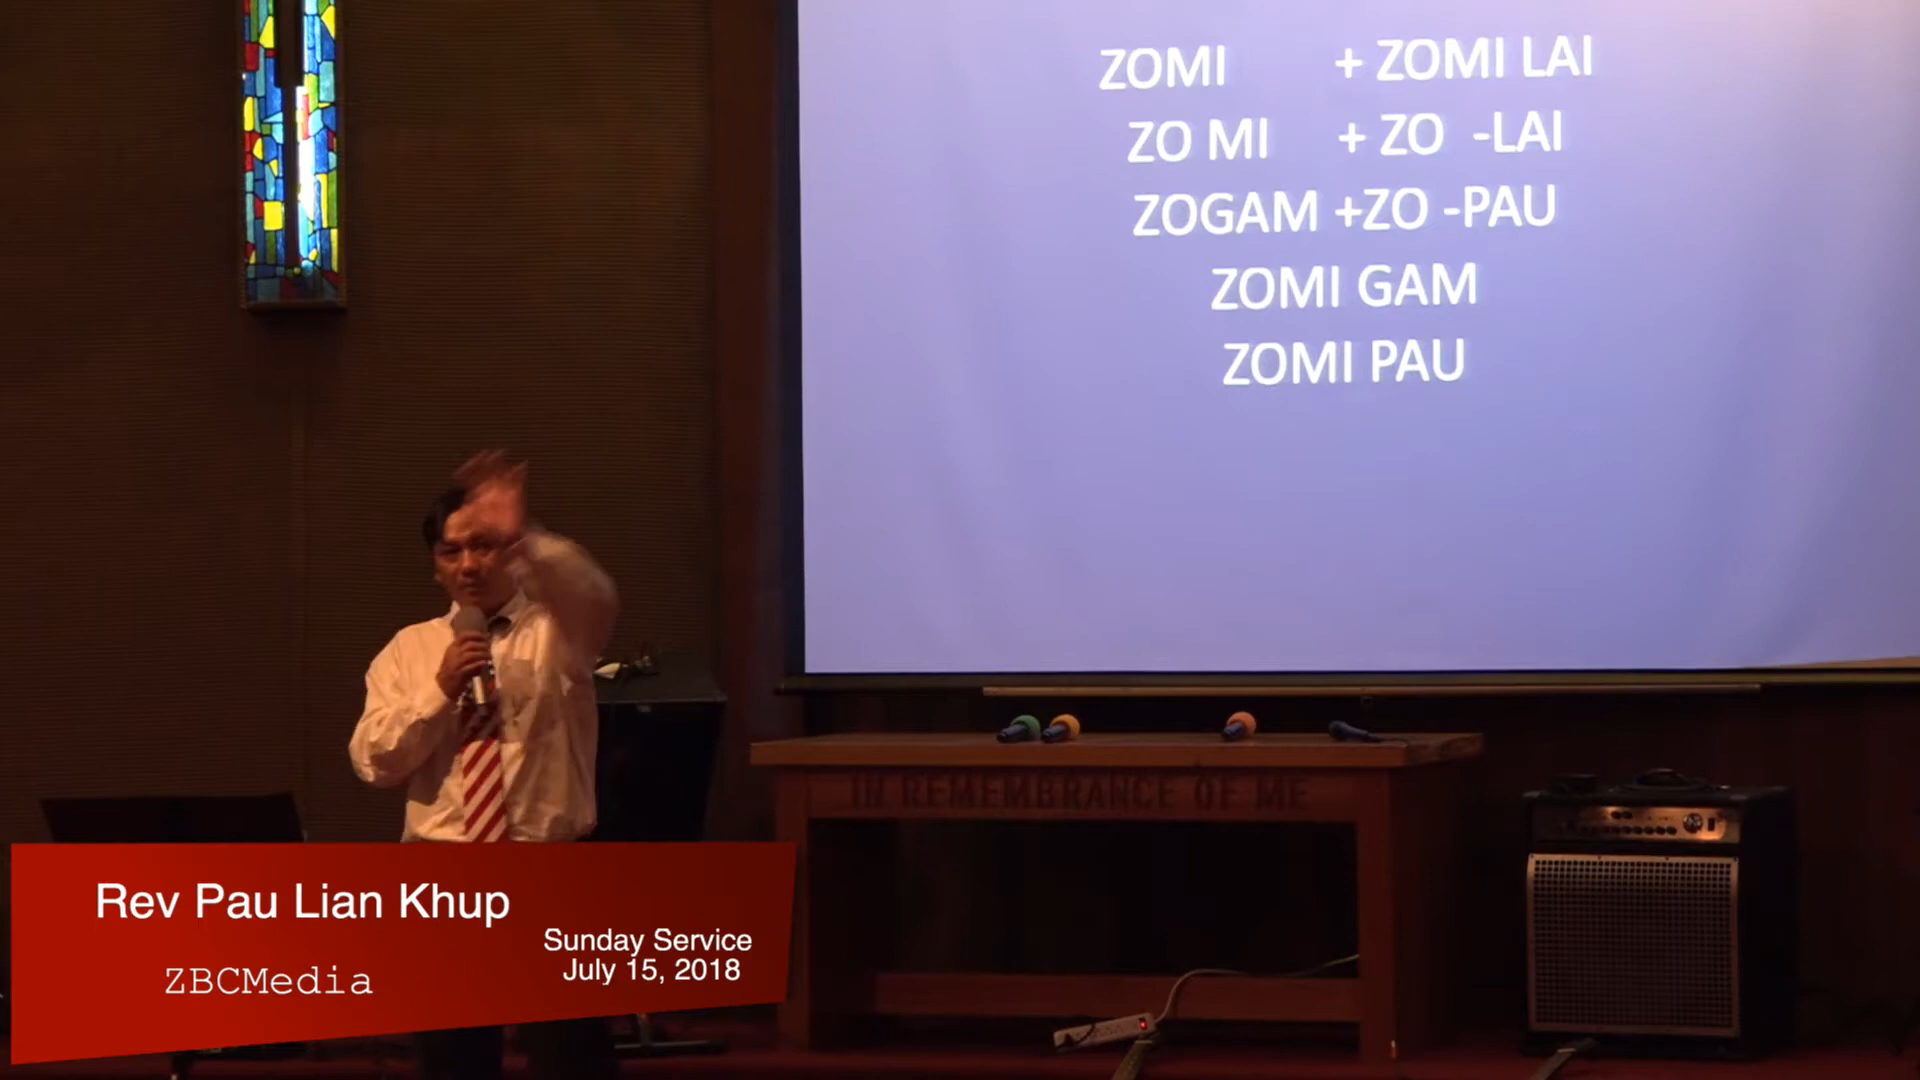 ZOMI + ZOMI LAI
ZO MI + ZO -LAI
ZOGAM +ZO -PAU
ZOMI GAM
ZOMI PAU
IN REMEMBRANCE OF ME
Rev Pau Lian Khup
Sunday Service
July 15, 2018
ZBCMedia